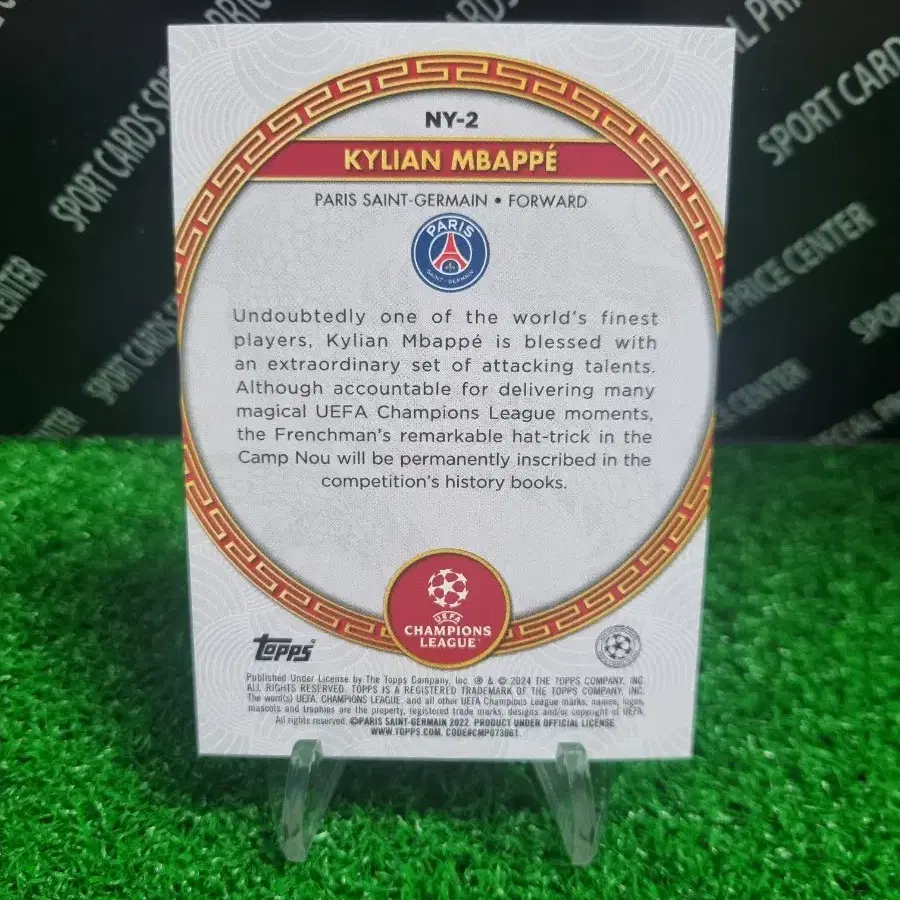 SPORT CARDS SP
SPORT CARDS
PRICE CENTER
CENTER
NY-2
KYLIAN MBAPPÉ
PARIS SAINT-GERMAIN • FORWARD
PARIS
SAINT-GERMAIN
Undoubtedly one of the world's finest
players, Kylian Mbappé is blessed with
an extraordinary set of attacking talents.
Although accountable for delivering many
magical UEFA Champions League moments,
the Frenchman's remarkable hat-trick in the
Camp Nou will be permanently inscribed in the
competition's history books.
UEFA
CHAMPIONS
LEAGUE
Topps
Published Under License by The Topps Company, Inc. ® & © 2024 THE TOPPS COMPANY, INC.
ALL RIGHTS RESERVED. TOPPS IS A REGISTERED TRADEMARK OF THE TOPPS COMPANY, INC.
The word(s) UEFA, CHAMPIONS LEAGUE, and all other UEFA Champions League marks, names, logos,
mascots and trophies are the property, registered trade marks, designs and/or copyright of UEFA.
All rights reserved. ©PARIS SAINT-GERMAIN 2022. PRODUCT UNDER OFFICIAL LICENSE.
WWW.TOPPS.COM. CODE#CMP073061.